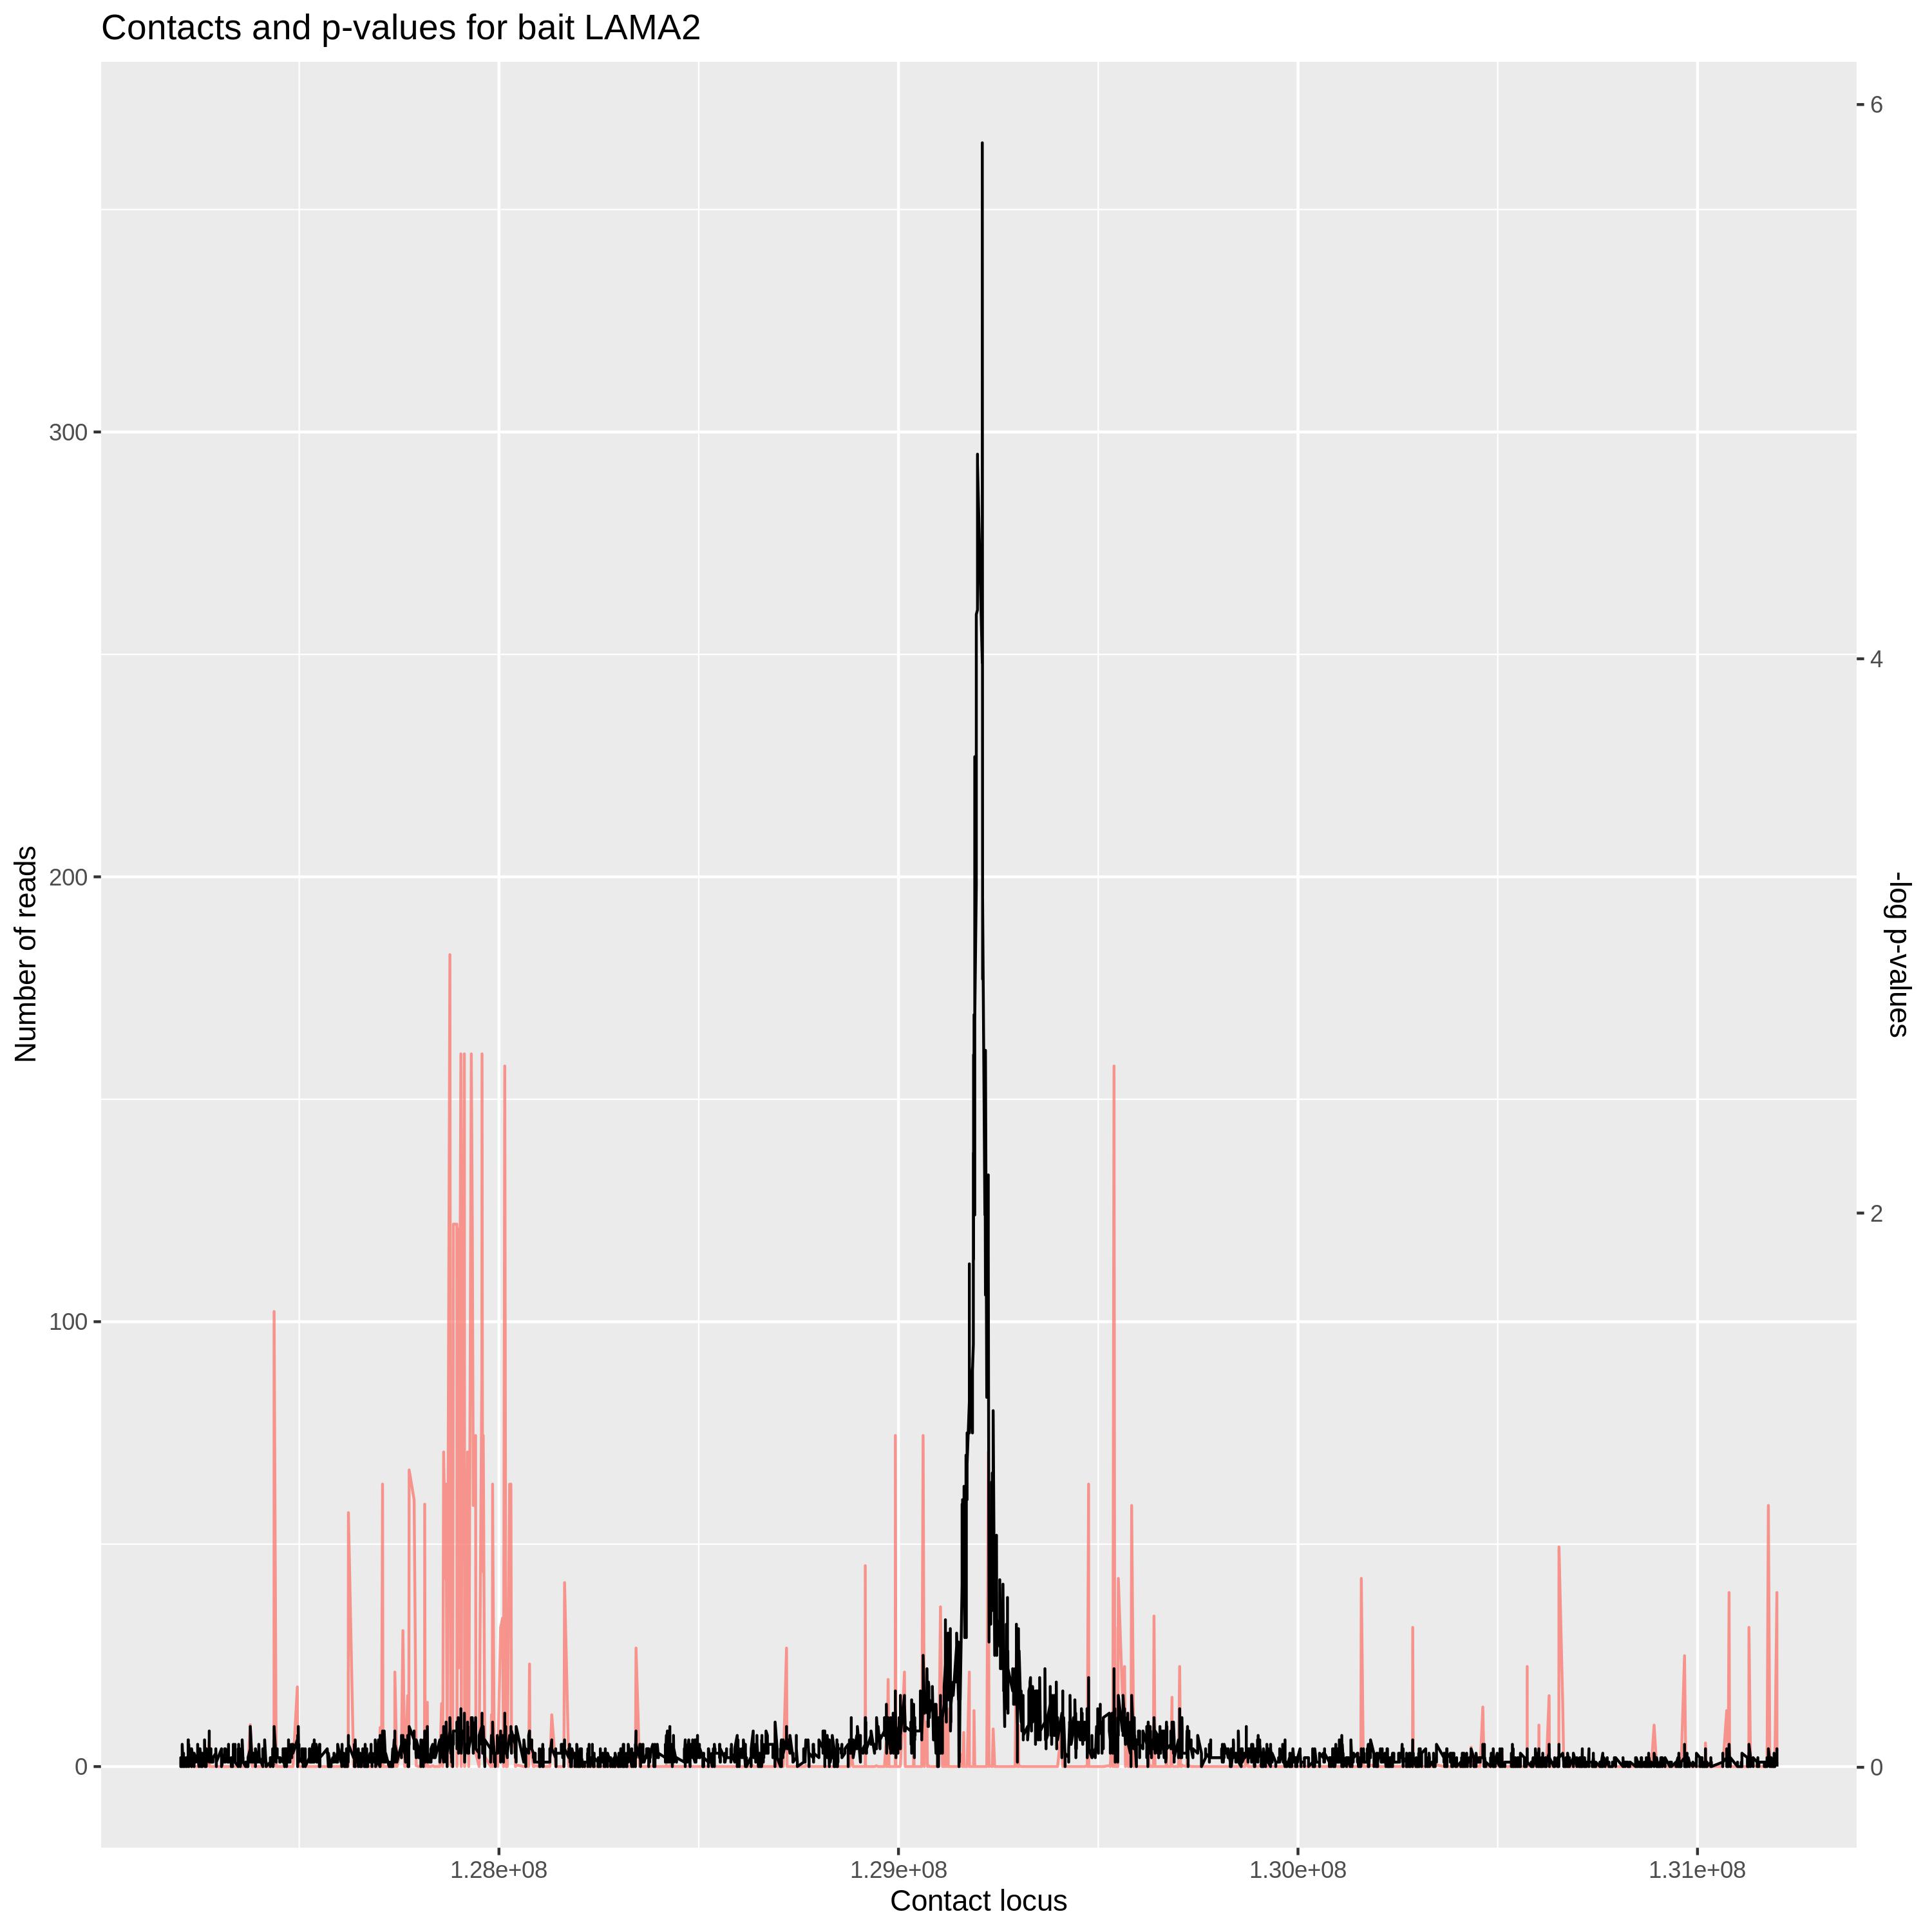 Contacts and p-values for bait LAMA2
6
300
4
200
Number of reads
-log p-values
2
100
0
0
1.28e+08 1.29e+08 1.30e+08 1.31e+08
Contact locus